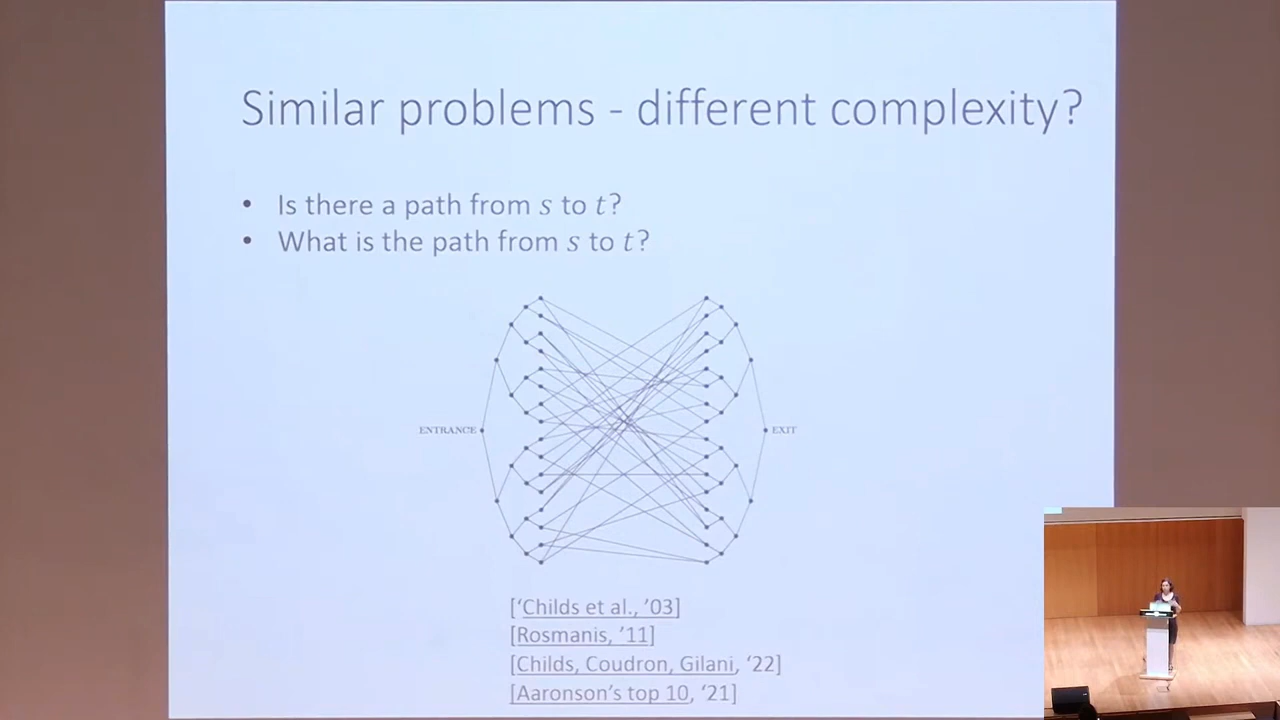 Similar problems - different complexity?
• Is there a path from s to t?
• What is the path from s to t?
ENTRANCE
EXIT
[‘Childs et al., ’03]
[Rosmanis, ’11]
[Childs, Coudron, Gilani, ‘22]
[Aaronson’s top 10, ‘21]